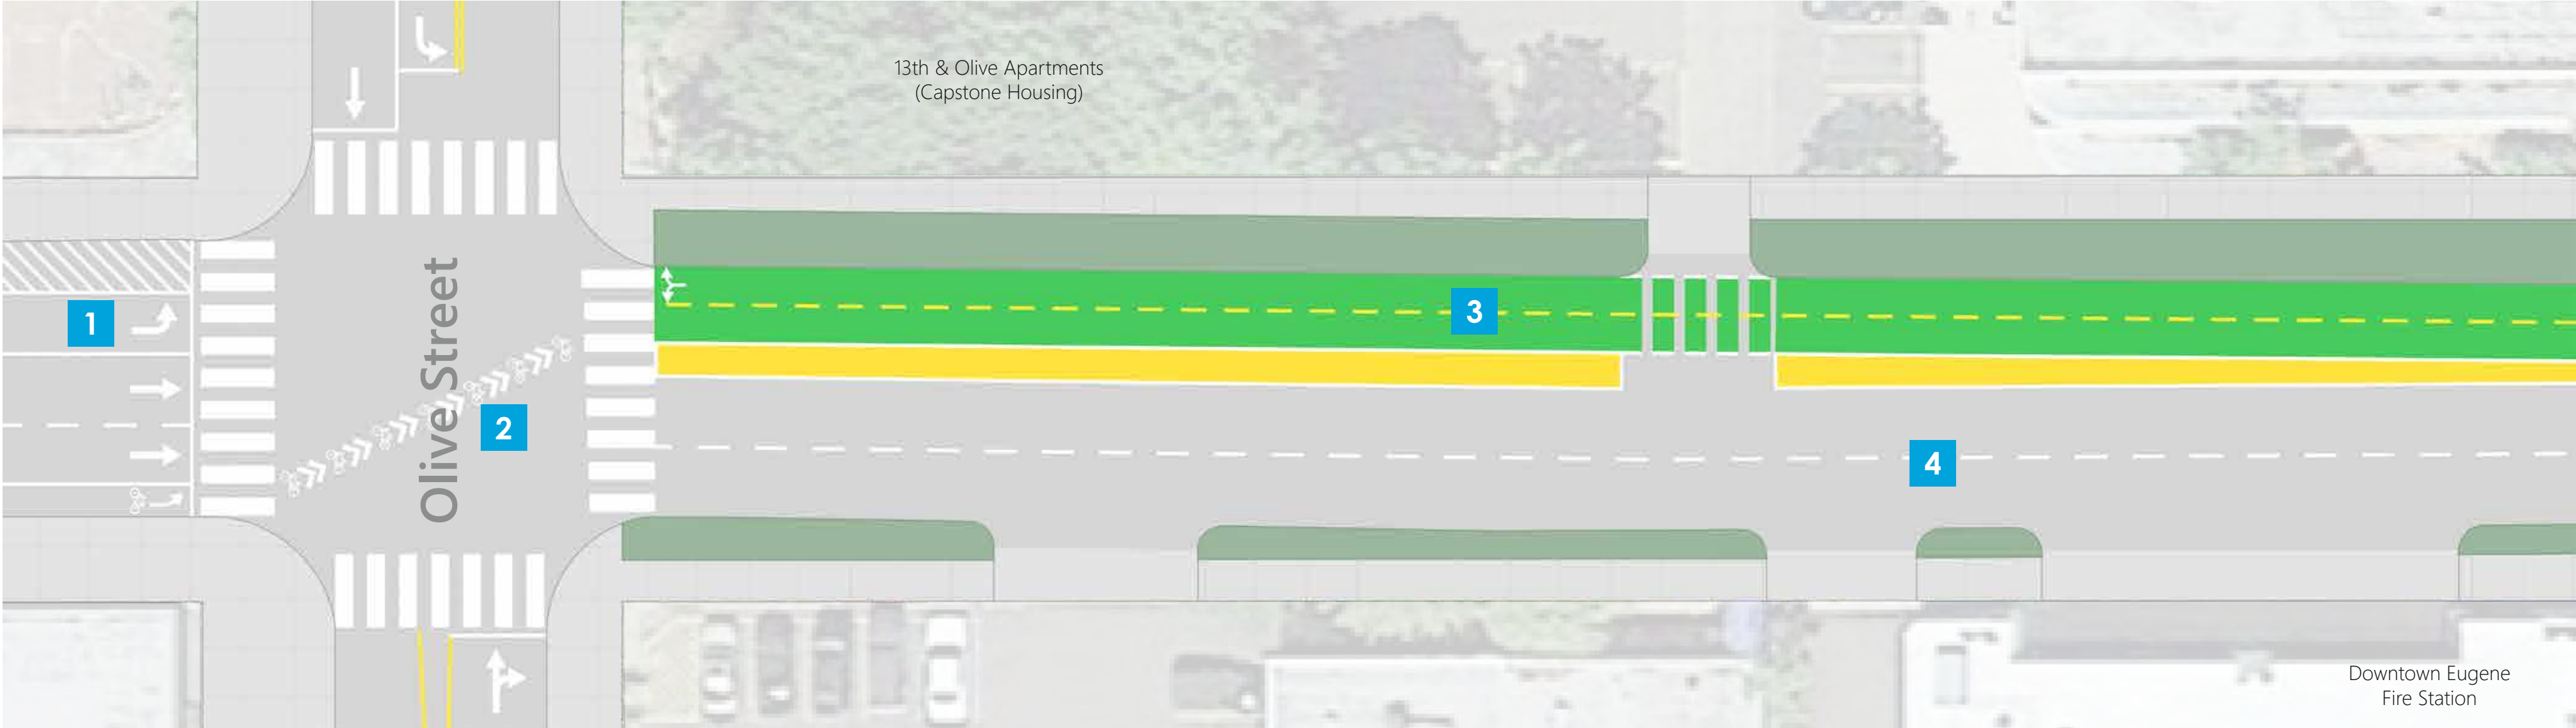 13th & Olive Apartments
(Capstone Housing)
1
3
2
Olive Street
4
Downtown Eugene
Fire Station